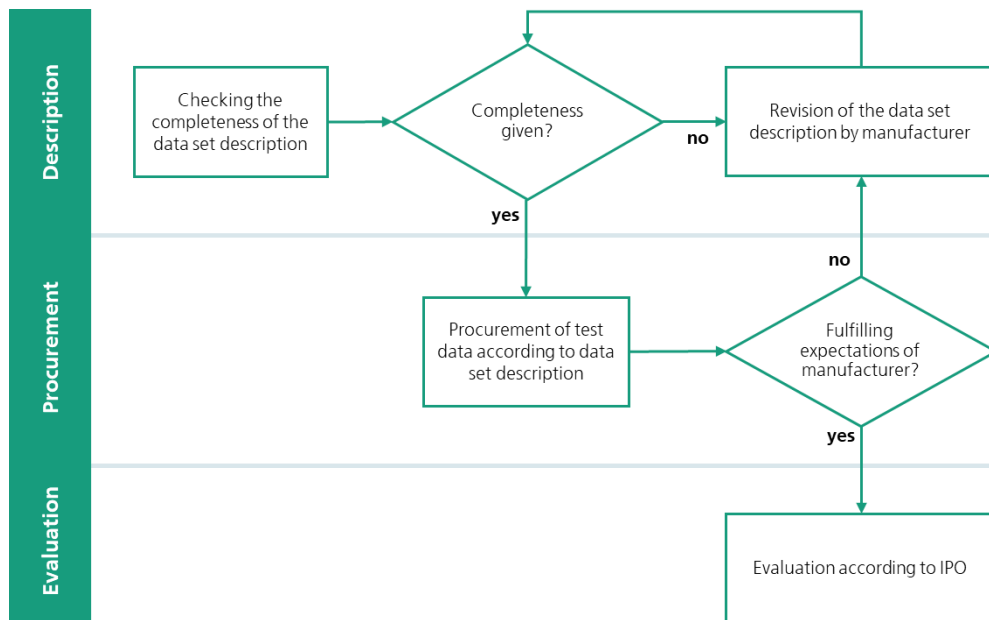 Description
Checking the
completeness of the
data set description
Completeness
given?
no
Revision of the data set
description by manufacturer
yes
Procurement
Procurement of test
data according to data
set description
no
Fulfilling
expectations of
manufacturer?
yes
Evaluation
Evaluation according to IPO